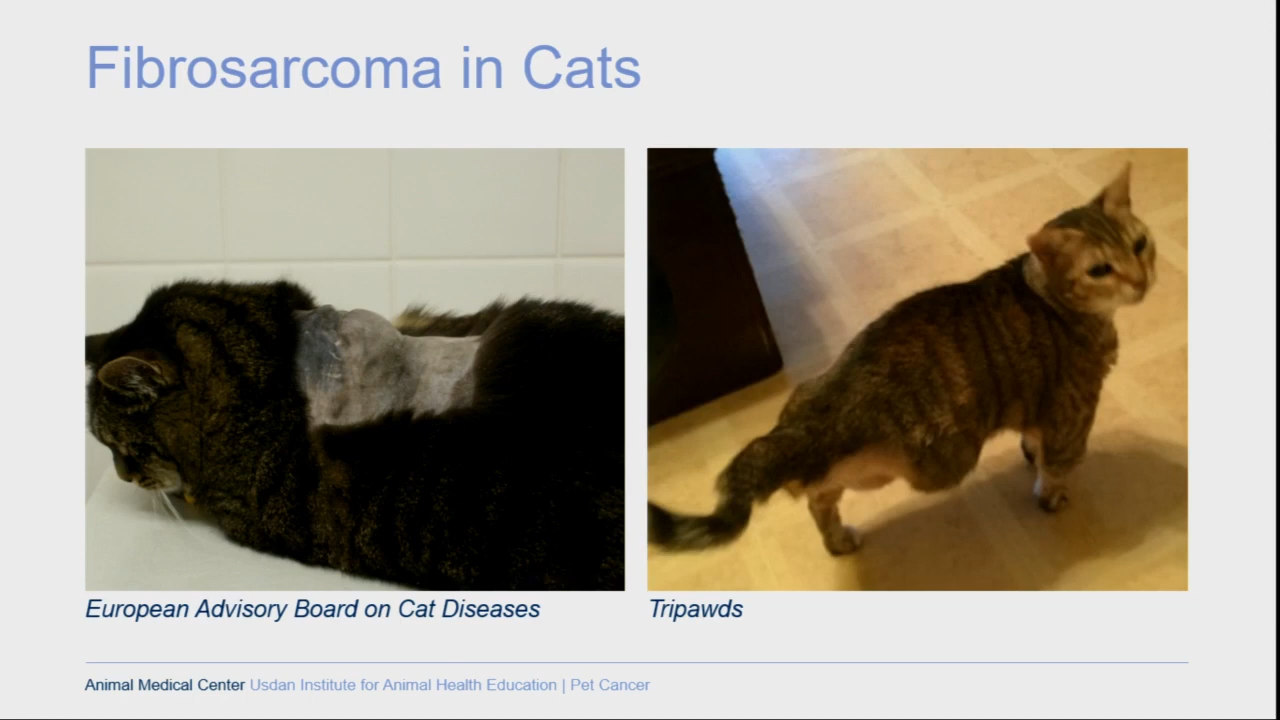 Fibrosarcoma in Cats
European Advisory Board on Cat Diseases
Tripawds
Animal Medical Center Usdan Institute for Animal Health Education | Pet Cancer